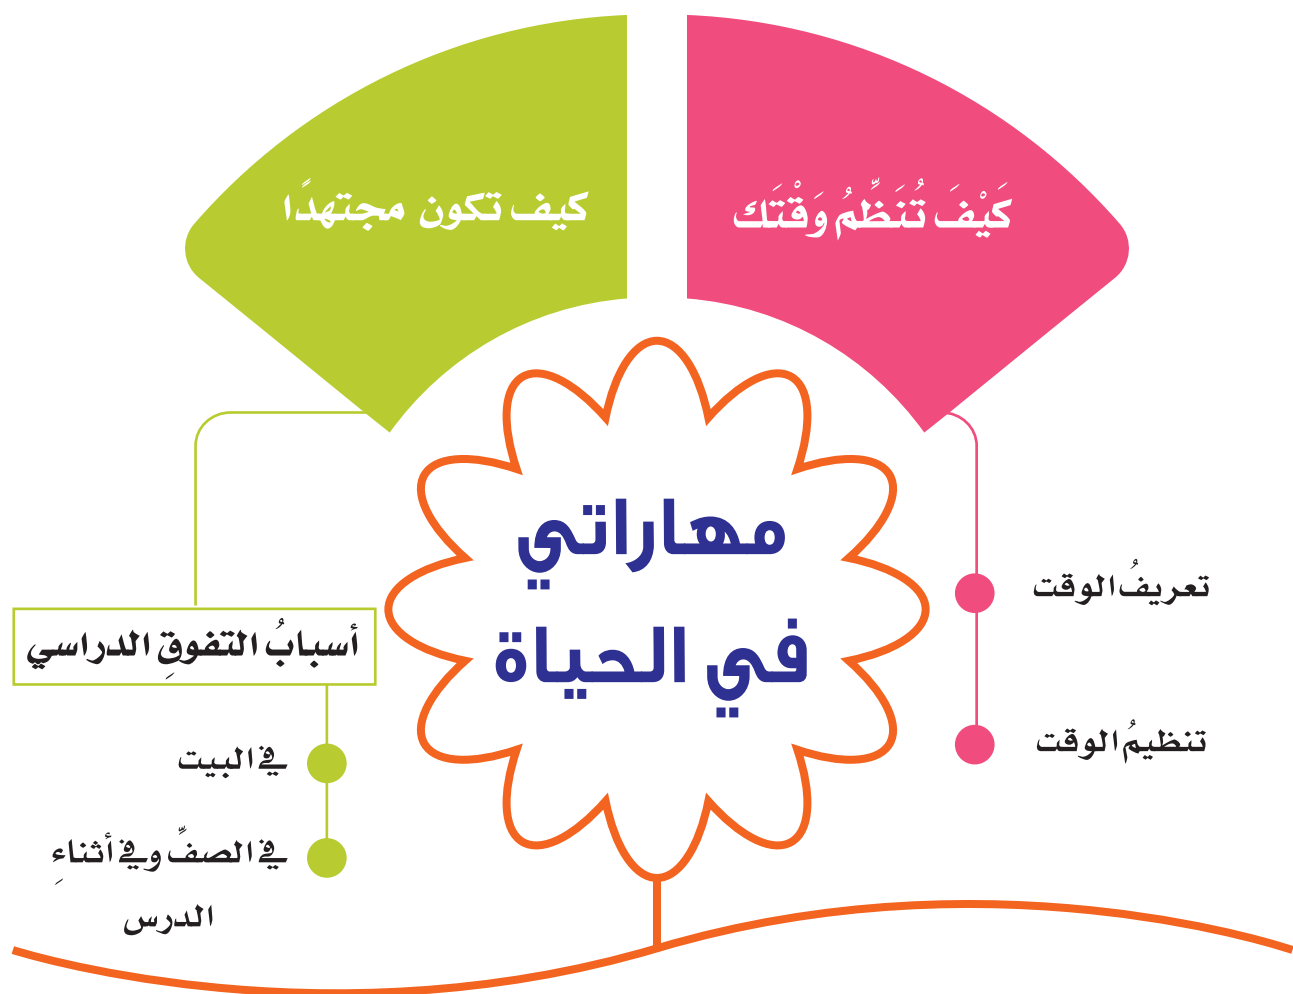 كَيْفَ تُنَظِّمُ وَقْتَك
كيف تكون مجتهدًا
مهاراتي
في الحياة
تعريفُ الوقت
تنظيمُ الوقت
أسبابُ التفوقِ الدراسي
في البيت
في الصفِّ وفي أثناءِ
الدرس